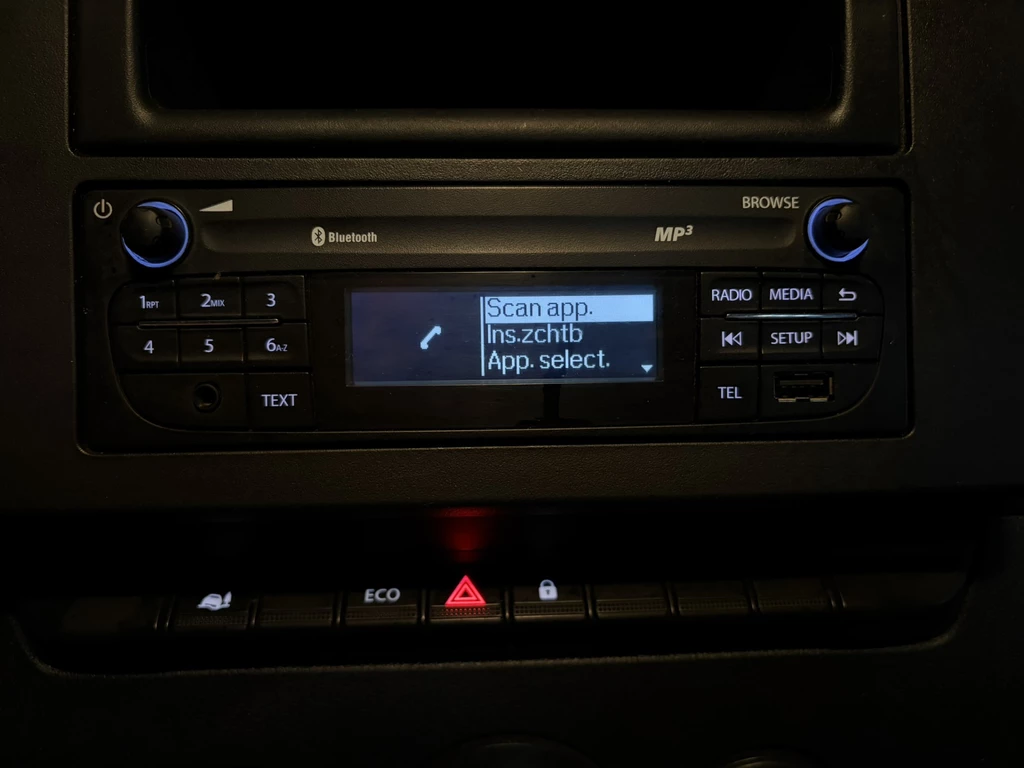 BROWSE
Bluetooth
MP3
1RPT
2MIX
3
4
5
6A-Z
TEXT
Scan app.
Ins.zchtb
App. select.
RADIO
MEDIA
SETUP
TEL
ECO